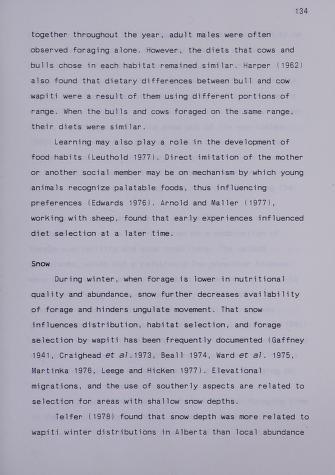 134
together throughout the year, adult males were often
observed foraging alone. However, the diets that cows and
bulls chose in each habitat remained similar. Harper (1962)
also found that dietary differences between bull and cow
wapiti were a result of them using different portions of
range. When the bulls and cows foraged on the same range,
their diets were similar.
Learning may also play a role in the development of
food habits (Leuthold 1977). Direct imitation of the mother
or another social member may be on mechanism by which young
animals recognize palatable foods, thus influencing
preferences (Edwards 1976). Arnold and Maller (1977),
working with sheep, found that early experiences influenced
diet selection at a later time.
Snow
During winter, when forage is lower in nutritional
quality and abundance, snow further decreases availability
of forage and hinders ungulate movement. That snow
influences distribution, habitat selection, and forage
selection by wapiti has been frequently documented (Gaffney
1941, Craighead et al. 1973, Beall 1974, Ward et al. 1975,
Martinka 1976, Leege and Hicken 1977). Elevational
migrations, and the use of southerly aspects are related to
selection for areas with shallow snow depths.
Telfer (1978) found that snow depth was more related to
wapiti winter distributions in Alberta than local abundance